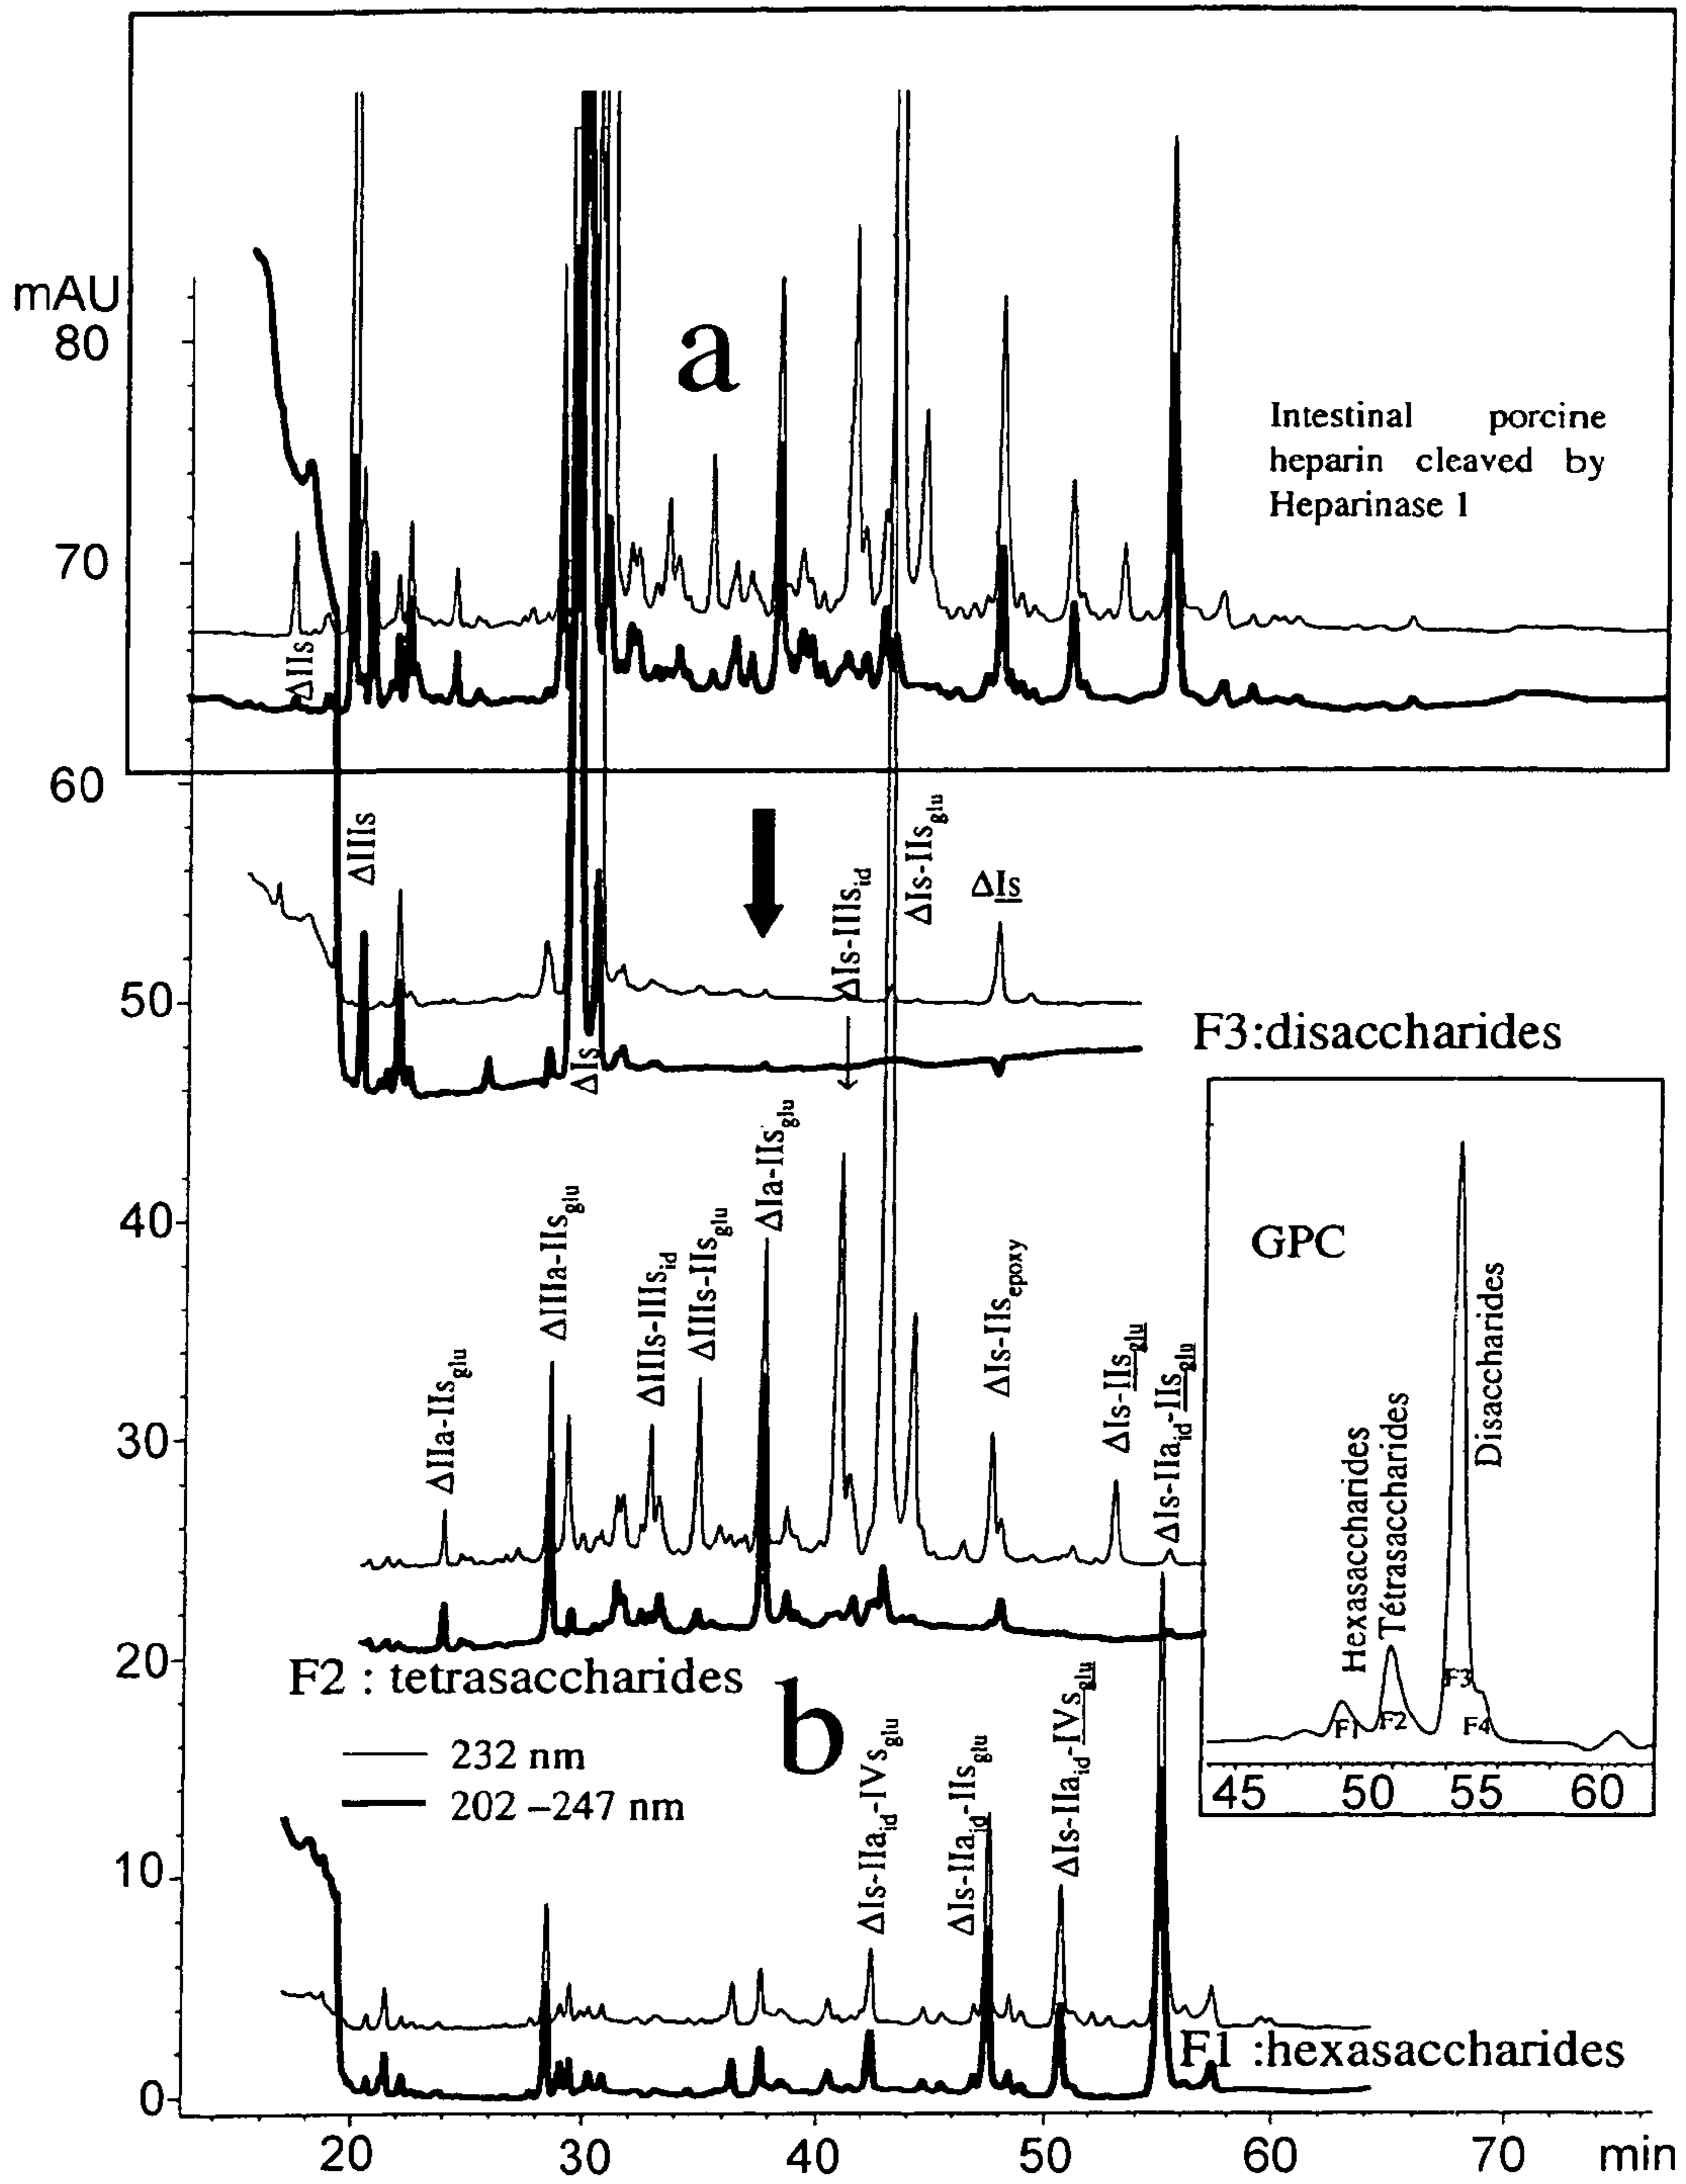 mAU
80
70
60
50
40
30
20
10
0
a
Intestinal porcine
heparin cleaved by
Heparinase 1
ΔIIs
ΔIIIs
ΔIs
ΔIs-IIIsid
ΔIs-IIsglu
ΔIs
F3:disaccharides
ΔIIa-IIsglu
ΔIIIa-IIsglu
ΔIIIs-IIIsid
ΔIIIs-IIsglu
ΔIa-IIsglu
ΔIs-IIsepoxy
ΔIs-IIsglu
ΔIs-IIaid-IIsglu
F2 : tetrasaccharides
232 nm
202 –247 nm
b
ΔIs-IIaid-IVsglu
ΔIs-IIaid-IIsglu
ΔIs-IIaid-IVsglu
F1 :hexasaccharides
GPC
Hexasaccharides
Tétrasaccharides
Disaccharides
F1
F2
F3
F4
45 50 55 60
20 30 40 50 60 70 min